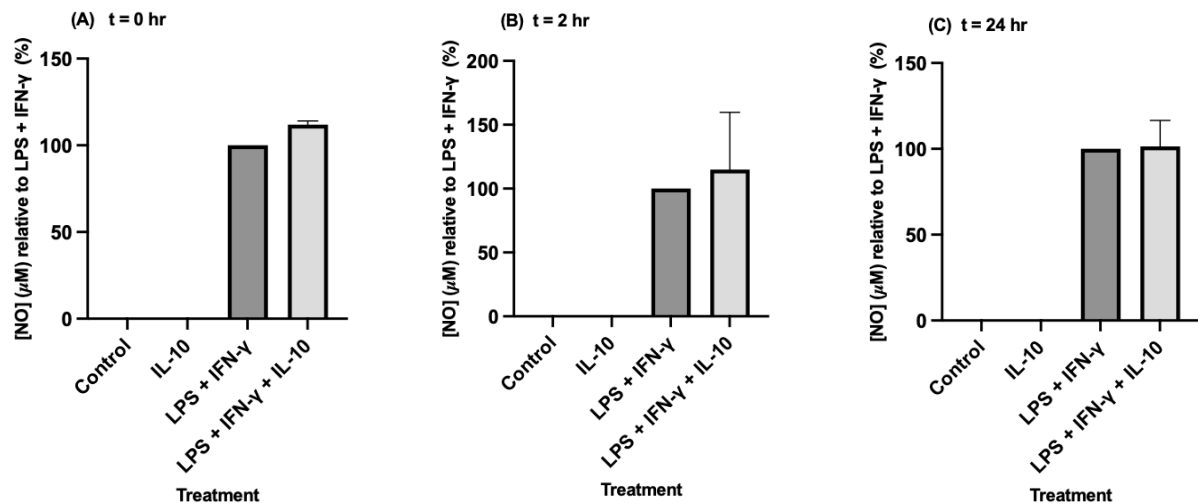 (A) t = 0 hr
[NO] (µM) relative to LPS + IFN-γ (%)
150
100
50
0
Control
IL-10
LPS + IFN-γ
LPS + IFN-γ + IL-10
Treatment
(B) t = 2 hr
[NO] (µM) relative to LPS + IFN-γ (%)
200
150
100
50
0
Control
IL-10
LPS + IFN-γ
LPS + IFN-γ + IL-10
Treatment
(C) t = 24 hr
[NO] (µM) relative to LPS + IFN-γ (%)
150
100
50
0
Control
IL-10
LPS + IFN-γ
LPS + IFN-γ + IL-10
Treatment